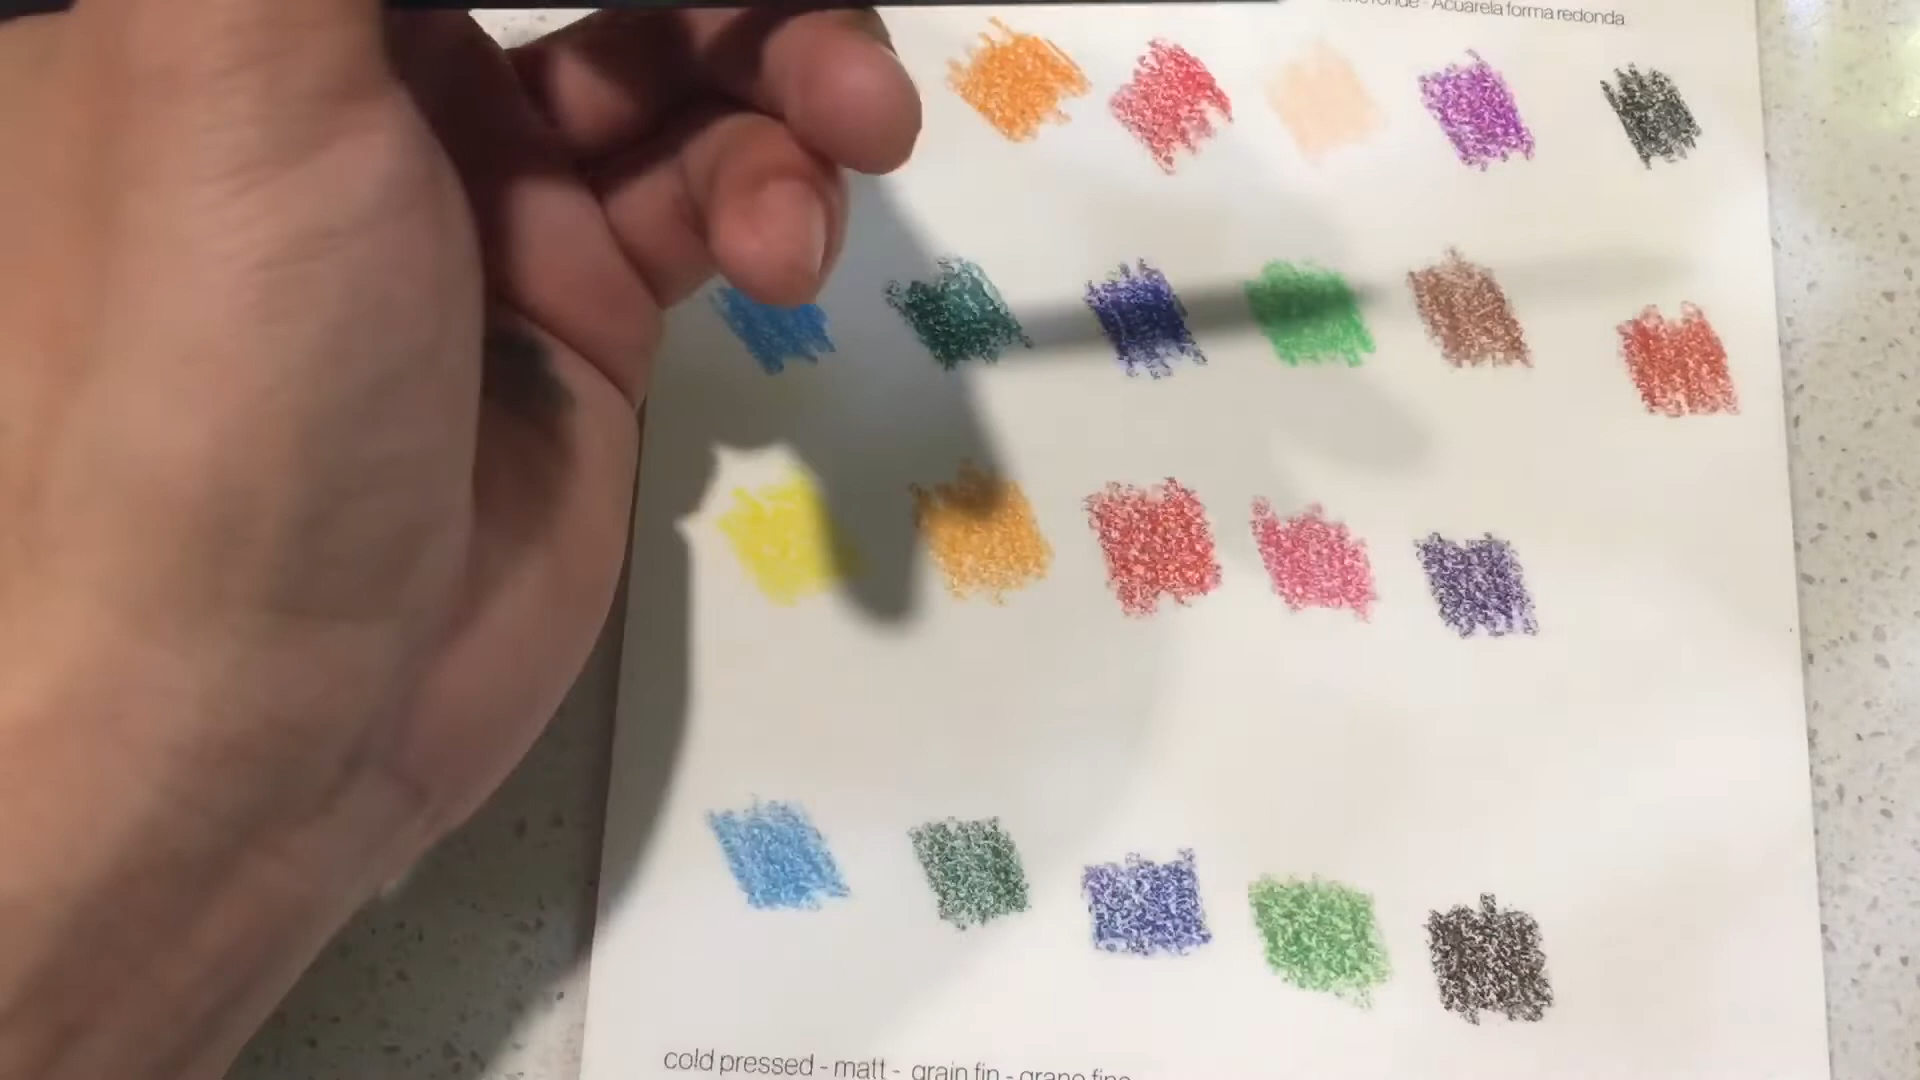 - Acuarela forma redonda
cold pressed - matt - grain fin - grano fino